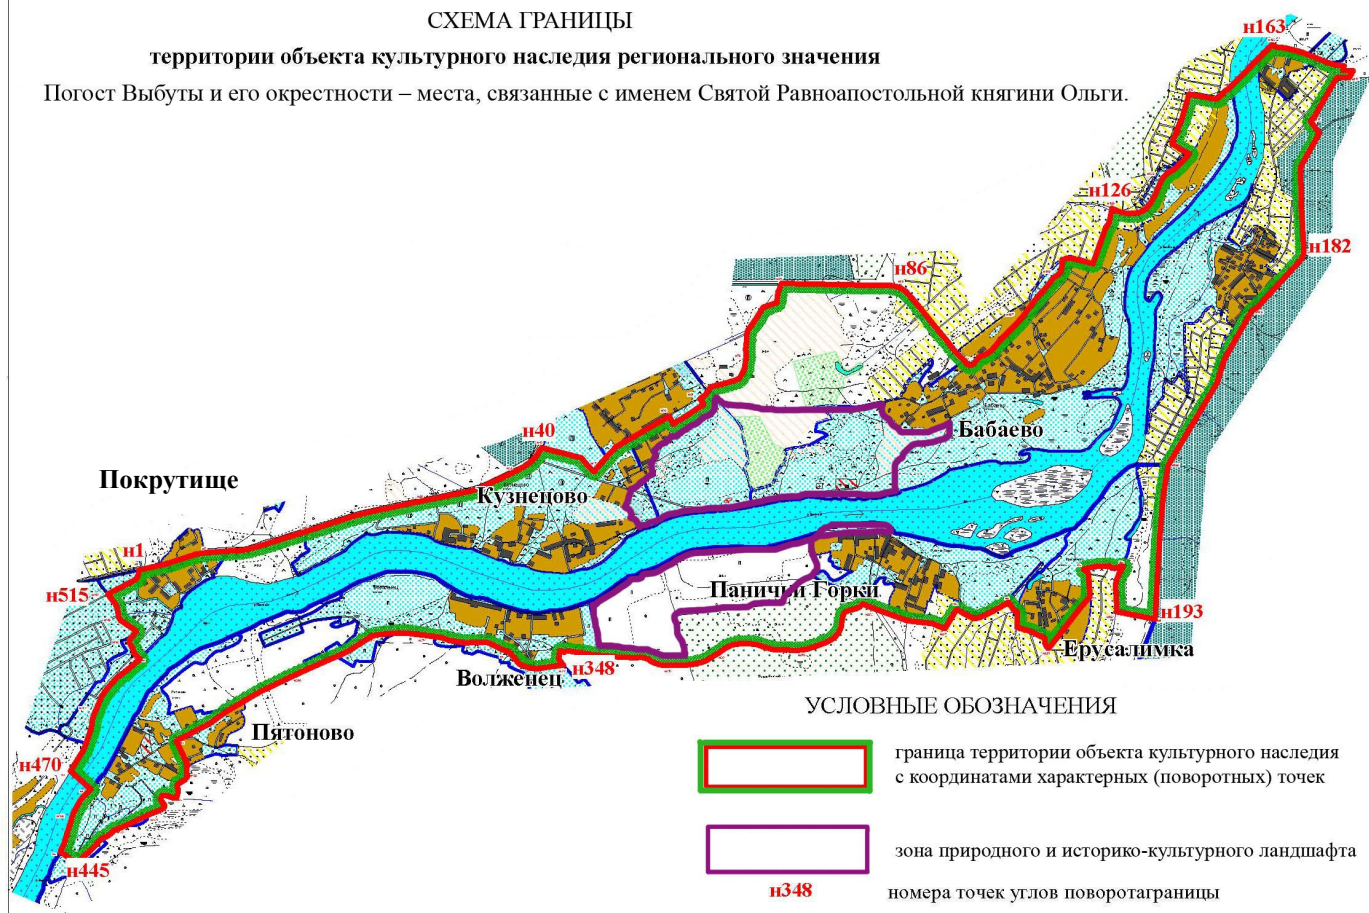 СХЕМА ГРАНИЦЫ
территории объекта культурного наследия регионального значения
Погост Выбуты и его окрестности – места, связанные с именем Святой Равноапостольной княгини Ольги.
н163
н126
н182
н86
Бабаево
н40
Покрутище
Кузнецово
н1
н515
Паничьи Горки
н193
Ерусалимка
н348
Волженец
Пятоново
н470
н445
УСЛОВНЫЕ ОБОЗНАЧЕНИЯ
граница территории объекта культурного наследия
с координатами характерных (поворотных) точек
зона природного и историко-культурного ландшафта
н348
номера точек углов поворотаграницы